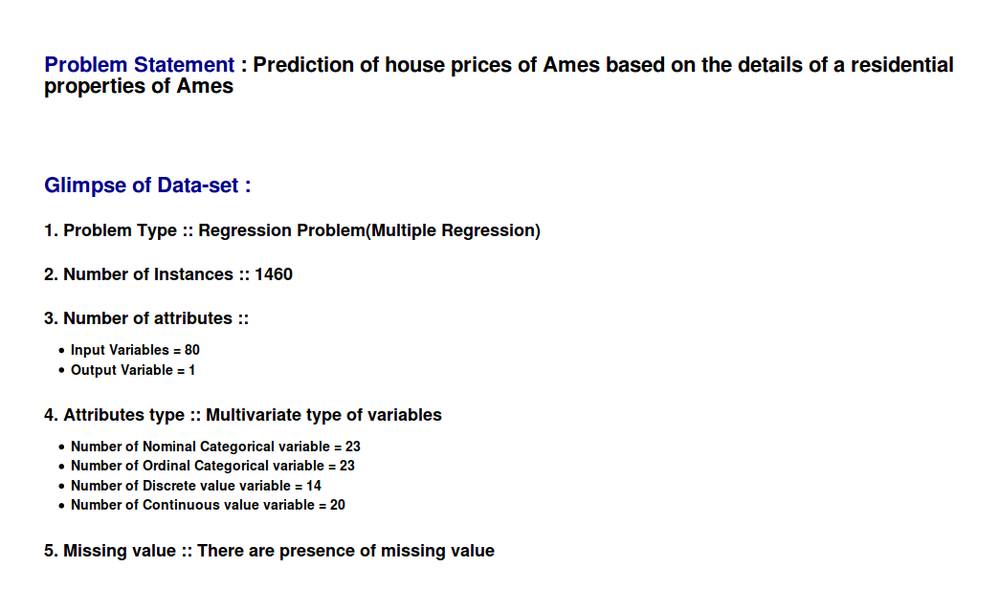 Problem Statement : Prediction of house prices of Ames based on the details of a residential
properties of Ames
Glimpse of Data-set :
1. Problem Type :: Regression Problem(Multiple Regression)
2. Number of Instances :: 1460
3. Number of attributes ::
• Input Variables = 80
• Output Variable = 1
4. Attributes type :: Multivariate type of variables
• Number of Nominal Categorical variable = 23
• Number of Ordinal Categorical variable = 23
• Number of Discrete value variable = 14
• Number of Continuous value variable = 20
5. Missing value :: There are presence of missing value